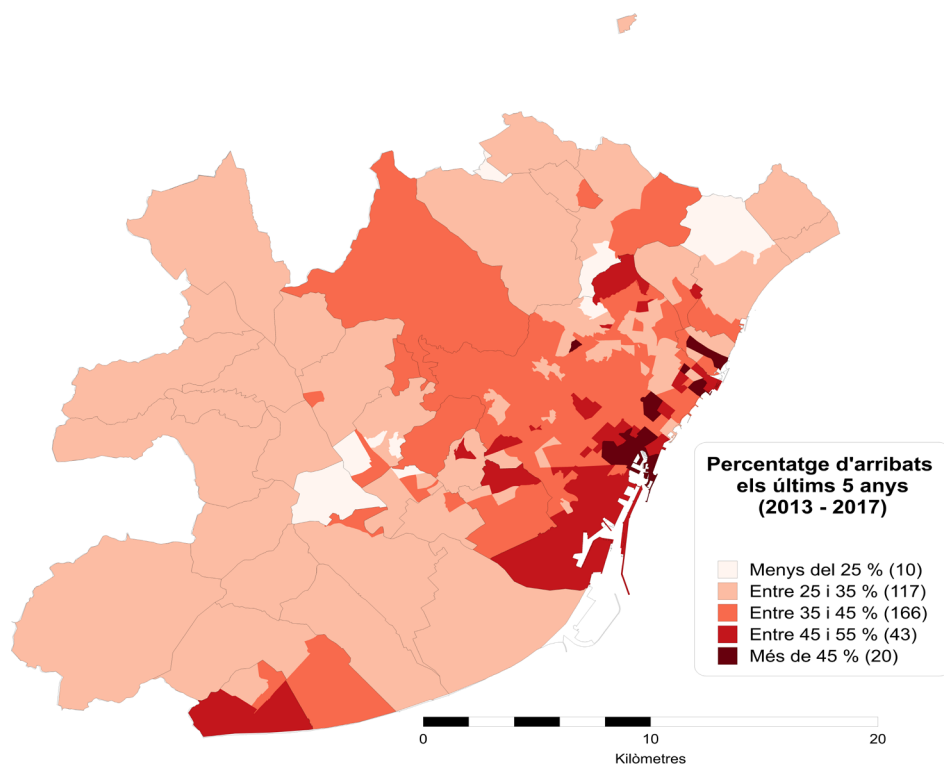 Percentatge d'arribats
els últims 5 anys
(2013 - 2017)
Menys del 25 % (10)
Entre 25 i 35 % (117)
Entre 35 i 45 % (166)
Entre 45 i 55 % (43)
Més de 45 % (20)
0 10 20
Kilòmetres